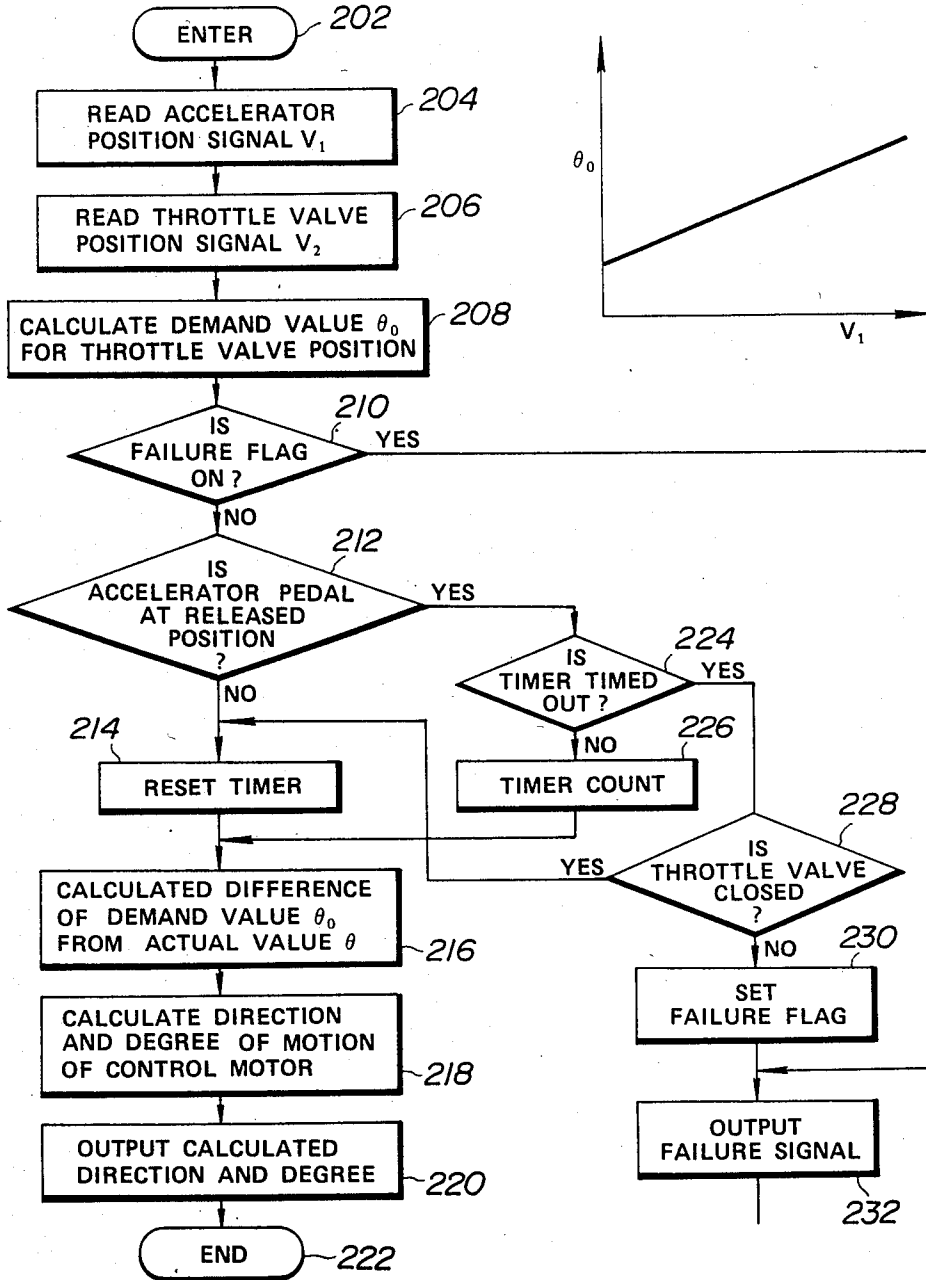 ENTER
202
READ ACCELERATOR
POSITION SIGNAL V₁
204
READ THROTTLE VALVE
POSITION SIGNAL V₂
206
CALCULATE DEMAND VALUE θ₀
FOR THROTTLE VALVE POSITION
208
θ₀
V₁
IS
FAILURE FLAG
ON ?
210
YES
NO
IS
ACCELERATOR PEDAL
AT RELEASED
POSITION
?
212
YES
NO
IS
TIMER TIMED
OUT ?
224
YES
NO
214
RESET TIMER
226
TIMER COUNT
228
YES
IS
THROTTLE VALVE
CLOSED
?
NO
CALCULATED DIFFERENCE
OF DEMAND VALUE θ₀
FROM ACTUAL VALUE θ
216
230
SET
FAILURE FLAG
CALCULATE DIRECTION
AND DEGREE OF MOTION
OF CONTROL MOTOR
218
OUTPUT
FAILURE SIGNAL
232
OUTPUT CALCULATED
DIRECTION AND DEGREE
220
END
222